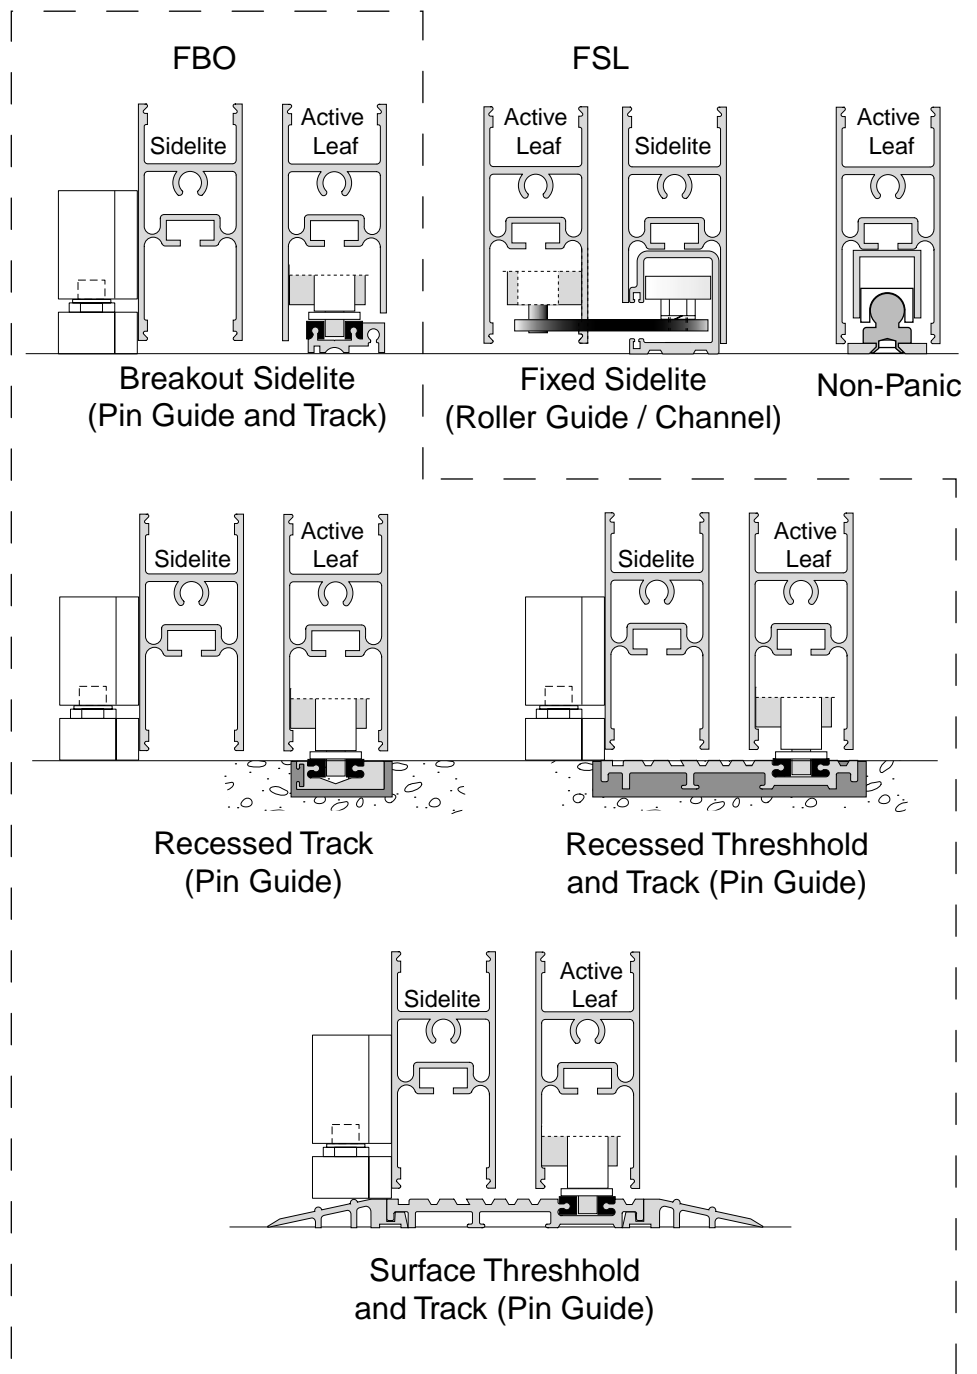 FBO
FSL
Sidelite
Active
Leaf
Active
Leaf
Sidelite
Active
Leaf
Breakout Sidelite
(Pin Guide and Track)
Fixed Sidelite
(Roller Guide / Channel)
Non-Panic
Sidelite
Active
Leaf
Sidelite
Active
Leaf
Recessed Track
(Pin Guide)
Recessed Threshhold
and Track (Pin Guide)
Sidelite
Active
Leaf
Surface Threshhold
and Track (Pin Guide)